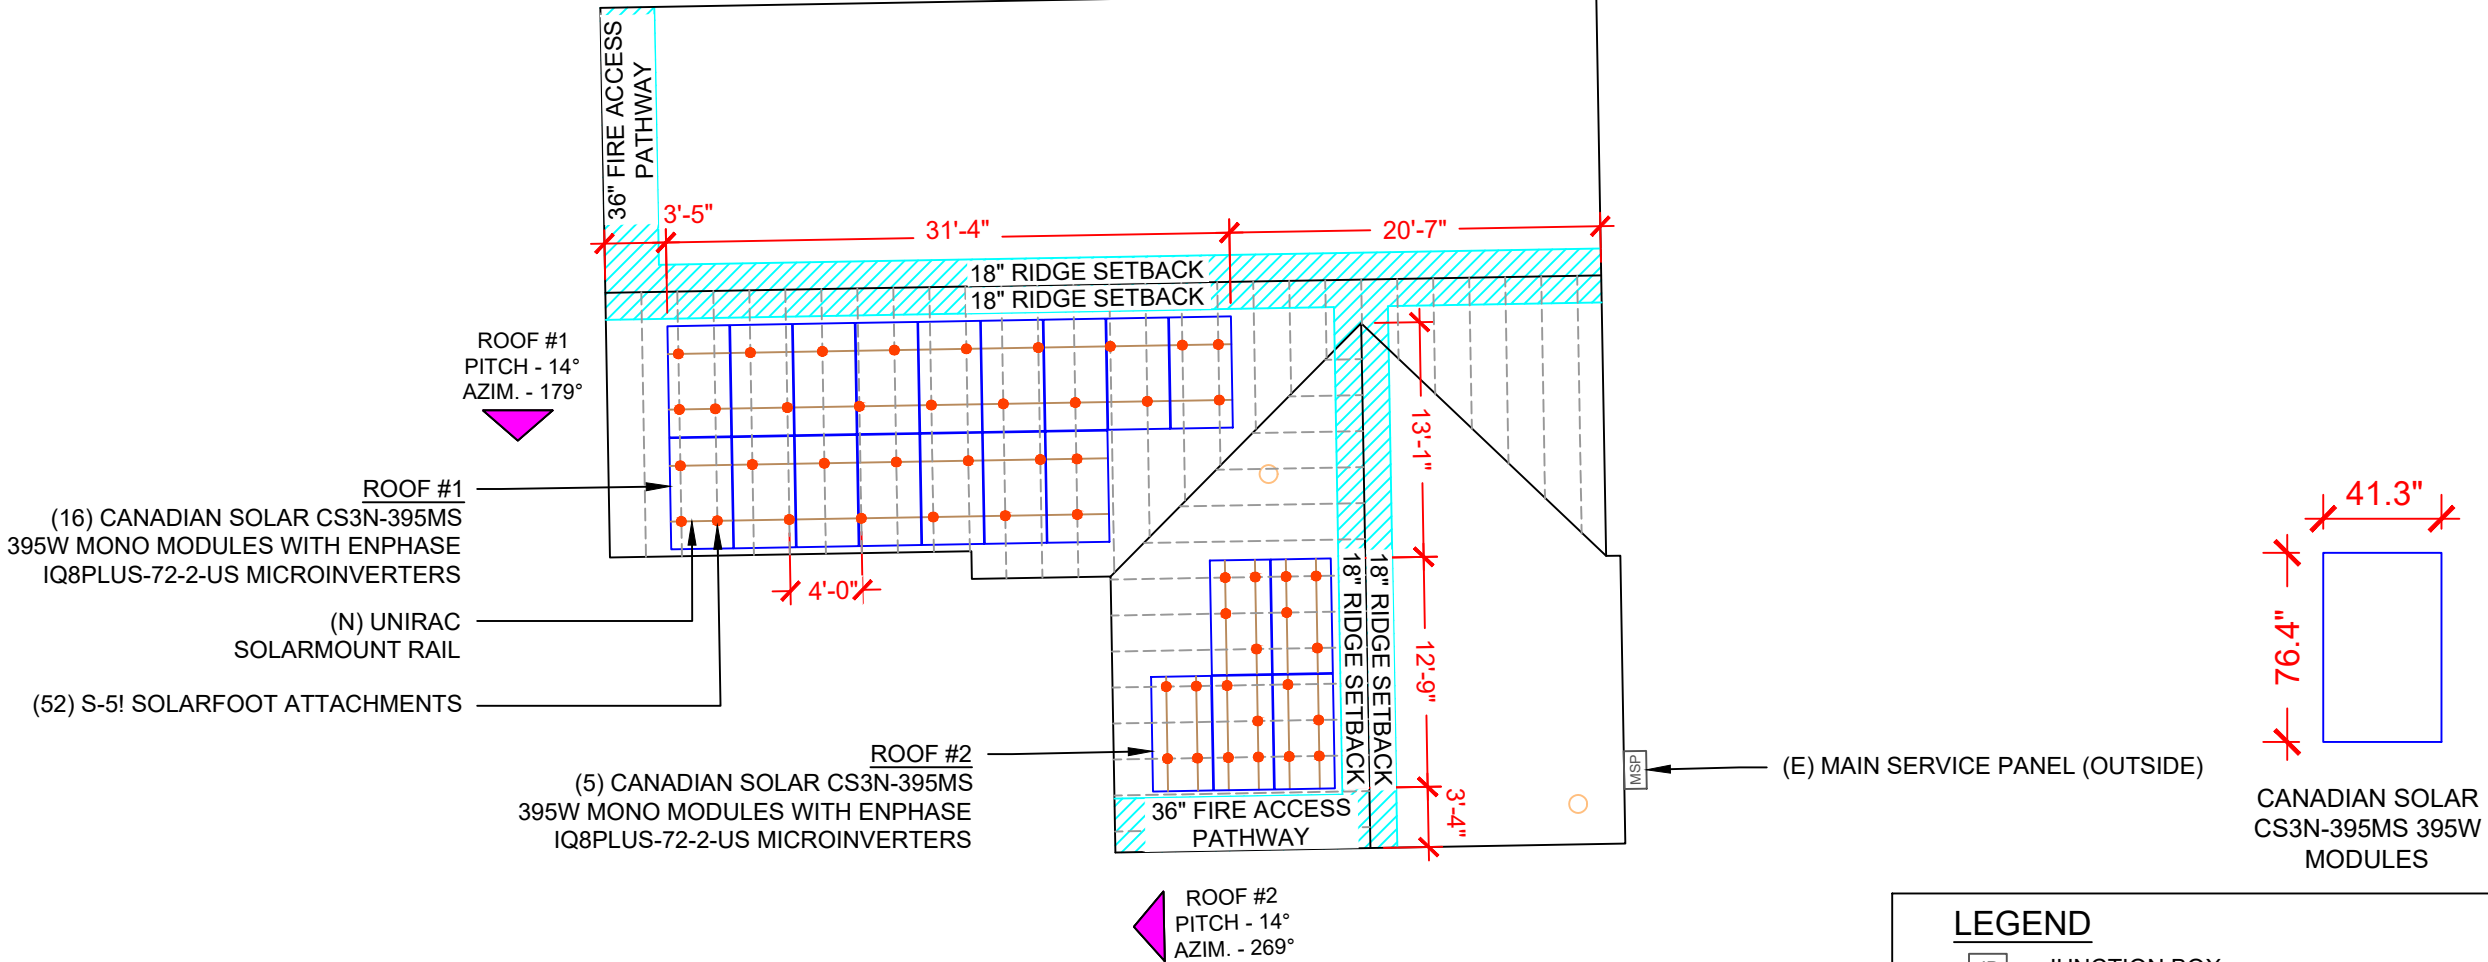 36" FIRE ACCESS
PATHWAY
3'-5"
31'-4"
20'-7"
18" RIDGE SETBACK
18" RIDGE SETBACK
ROOF #1
PITCH - 14°
AZIM. - 179°
ROOF #1
(16) CANADIAN SOLAR CS3N-395MS
395W MONO MODULES WITH ENPHASE
IQ8PLUS-72-2-US MICROINVERTERS
(N) UNIRAC
SOLARMOUNT RAIL
(52) S-5! SOLARFOOT ATTACHMENTS
4'-0"
13'-1"
18" RIDGE SETBACK
18" RIDGE SETBACK
12'-9"
3'-4"
ROOF #2
(5) CANADIAN SOLAR CS3N-395MS
395W MONO MODULES WITH ENPHASE
IQ8PLUS-72-2-US MICROINVERTERS
36" FIRE ACCESS
PATHWAY
MSP
(E) MAIN SERVICE PANEL (OUTSIDE)
ROOF #2
PITCH - 14°
AZIM. - 269°
41.3"
76.4"
CANADIAN SOLAR
CS3N-395MS 395W
MODULES
LEGEND
JUNCTION BOX